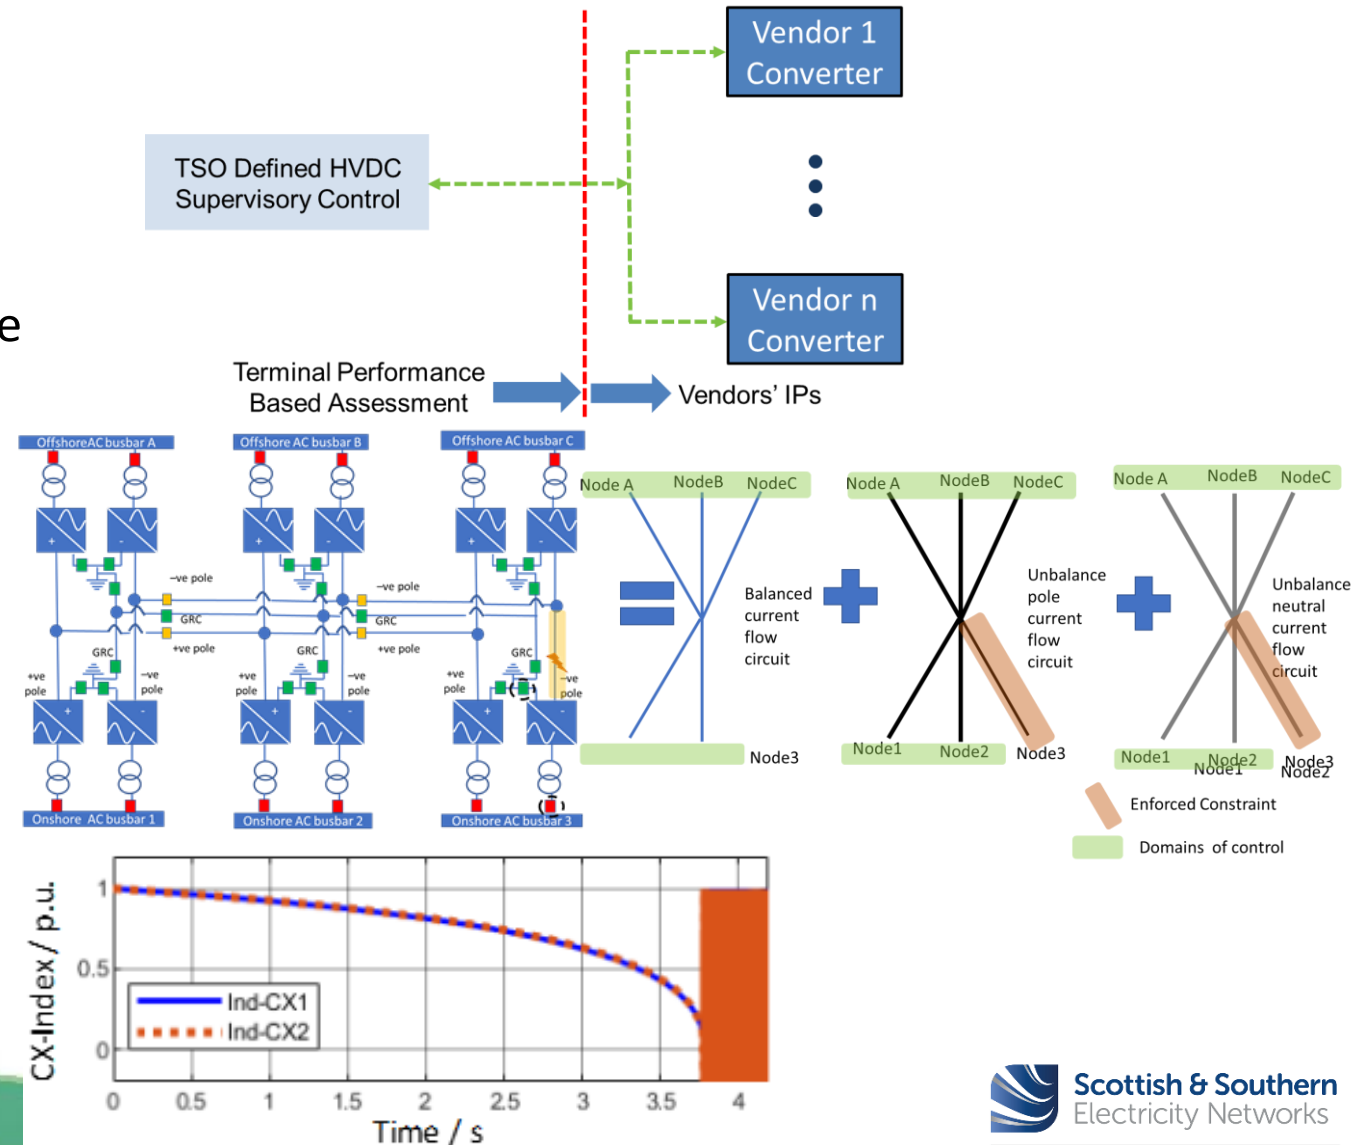 Vendor 1
Converter
TSO Defined HVDC
Supervisory Control
Vendor n
Converter
e
Terminal Performance
Based Assessment
Vendors' IPs
OffshoreAC busbar A
Offshore AC busbar B
Offshore AC busbar C
Node A
NodeB
NodeC
Node A
NodeB
NodeC
Node A
NodeB
NodeC
+
-
+
-
+
-
–ve pole
–ve pole
GRC
GRC
+ve pole
+ve pole
GRC
GRC
GRC
+ve
pole
–ve
pole
+ve
pole
–ve
pole
+ve
pole
–ve
pole
+
-
+
-
+
-
Balanced
current
flow
circuit
Unbalance
pole
current
flow
circuit
Unbalance
neutral
current
flow
circuit
Node3
Node1
Node2
Node3
Node1
Node2
Node3
Node1
Node2
Onshore AC busbar 1
Onshore AC busbar 2
Onshore AC busbar 3
Enforced Constraint
Domains of control
CX-Index / p.u.
1
0.5
0
Ind-CX1
Ind-CX2
0
0.5
1
1.5
2
2.5
3
3.5
4
Time / s
Scottish & Southern
Electricity Networks